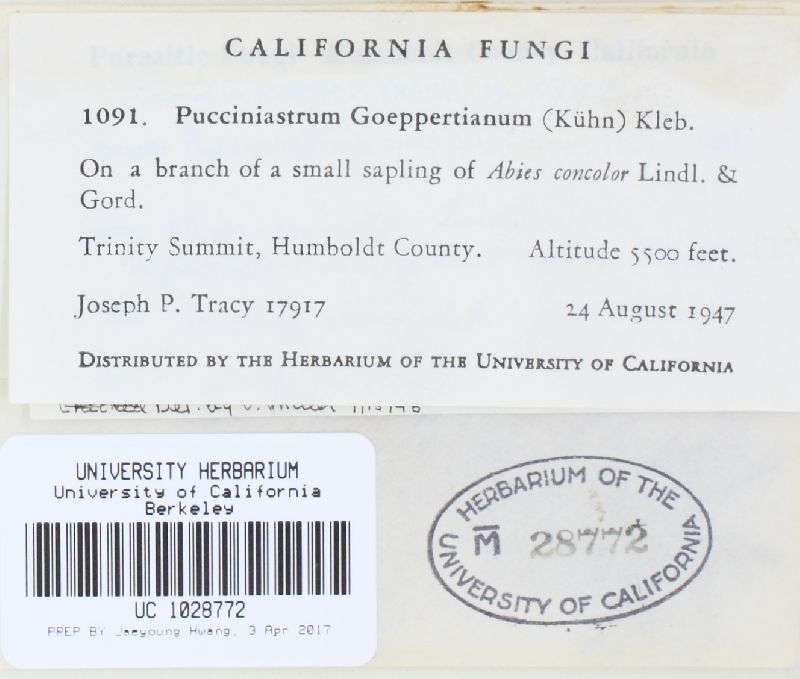 CALIFORNIA FUNGI
1091. Pucciniastrum Goeppertianum (Kühn) Kleb.
On a branch of a small sapling of Abies concolor Lindl. &
Gord.
Trinity Summit, Humboldt County. Altitude 5500 feet.
Joseph P. Tracy 17917 24 August 1947
DISTRIBUTED BY THE HERBARIUM OF THE UNIVERSITY OF CALIFORNIA
UNIVERSITY HERBARIUM
University of California
Berkeley
UC 1028772
PREP BY Jaeyoung Hwang, 3 Apr 2017
HERBARIUM OF THE
M 28772
UNIVERSITY OF CALIFORNIA